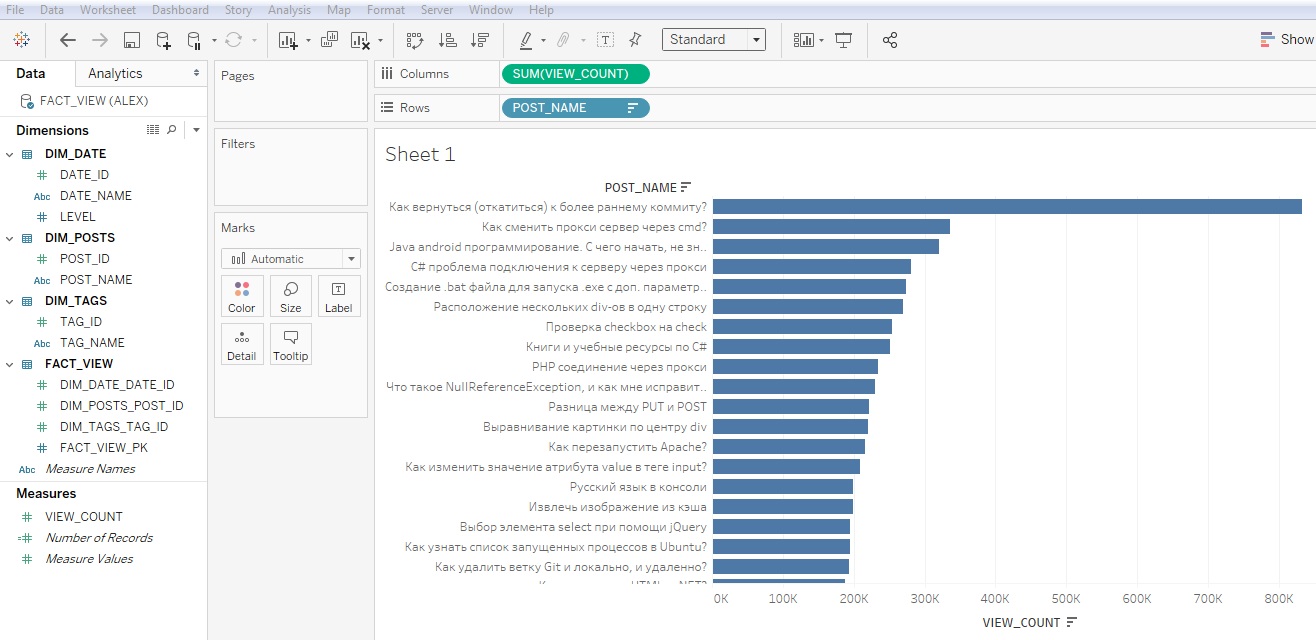 File Data Worksheet Dashboard Story Analysis Map Format Server Window Help
Standard
Show
Data Analytics
FACT_VIEW (ALEX)
Dimensions
DIM_DATE
DATE_ID
Abc DATE_NAME
LEVEL
DIM_POSTS
POST_ID
Abc POST_NAME
DIM_TAGS
TAG_ID
Abc TAG_NAME
FACT_VIEW
DIM_DATE_DATE_ID
DIM_POSTS_POST_ID
DIM_TAGS_TAG_ID
FACT_VIEW_PK
Abc Measure Names
Measures
VIEW_COUNT
Number of Records
Measure Values
Pages
Filters
Marks
Automatic
Color Size Label
Detail Tooltip
Columns SUM(VIEW_COUNT)
Rows POST_NAME
Sheet 1
POST_NAME
Как вернуться (откатиться) к более раннему коммиту?
Как сменить прокси сервер через cmd?
Java android программирование. С чего начать, не зн..
C# проблема подключения к серверу через прокси
Создание .bat файла для запуска .exe с доп. параметр..
Расположение нескольких div-ов в одну строку
Проверка checkbox на check
Книги и учебные ресурсы по C#
PHP соединение через прокси
Что такое NullReferenceException, и как мне исправит..
Разница между PUT и POST
Выравнивание картинки по центру div
Как перезапустить Apache?
Как изменить значение атрибута value в теге input?
Русский язык в консоли
Извлечь изображение из кэша
Выбор элемента select при помощи jQuery
Как узнать список запущенных процессов в Ubuntu?
Как удалить ветку Git и локально, и удаленно?
0K 100K 200K 300K 400K 500K 600K 700K 800K
VIEW_COUNT